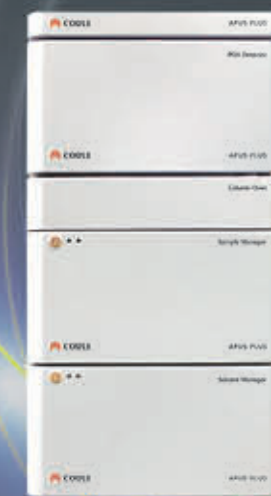 APUS PLUS
PDA Detector
APUS PLUS
Column Oven
Sample Manager
APUS PLUS
Solvent Manager
APUS PLUS